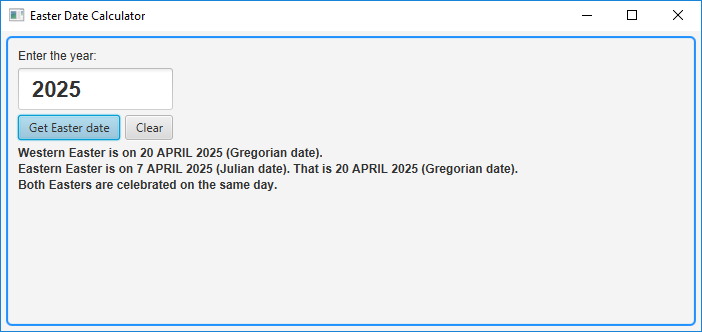 Easter Date Calculator
Enter the year:
2025
Get Easter date Clear
Western Easter is on 20 APRIL 2025 (Gregorian date).
Eastern Easter is on 7 APRIL 2025 (Julian date). That is 20 APRIL 2025 (Gregorian date).
Both Easters are celebrated on the same day.